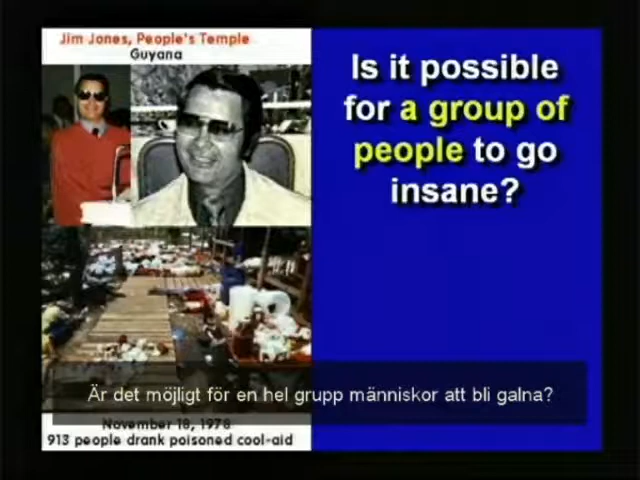 Jim Jones, People's Temple
Guyana
Is it possible
for a group of
people to go
insane?
Är det möjligt för en hel grupp människor att bli galna?
November 18, 1978
913 people drank poisoned cool-aid